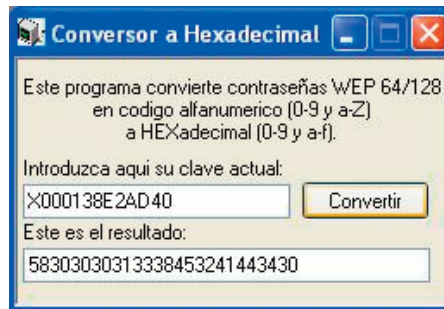 Conversor a Hexadecimal
Este programa convierte contraseñas WEP 64/128
en codigo alfanumerico (0-9 y a-Z)
a HEXadecimal (0-9 y a-f).
Introduzca aqui su clave actual:
X000138E2AD40 Convertir
Este es el resultado:
58303030313338453241443430